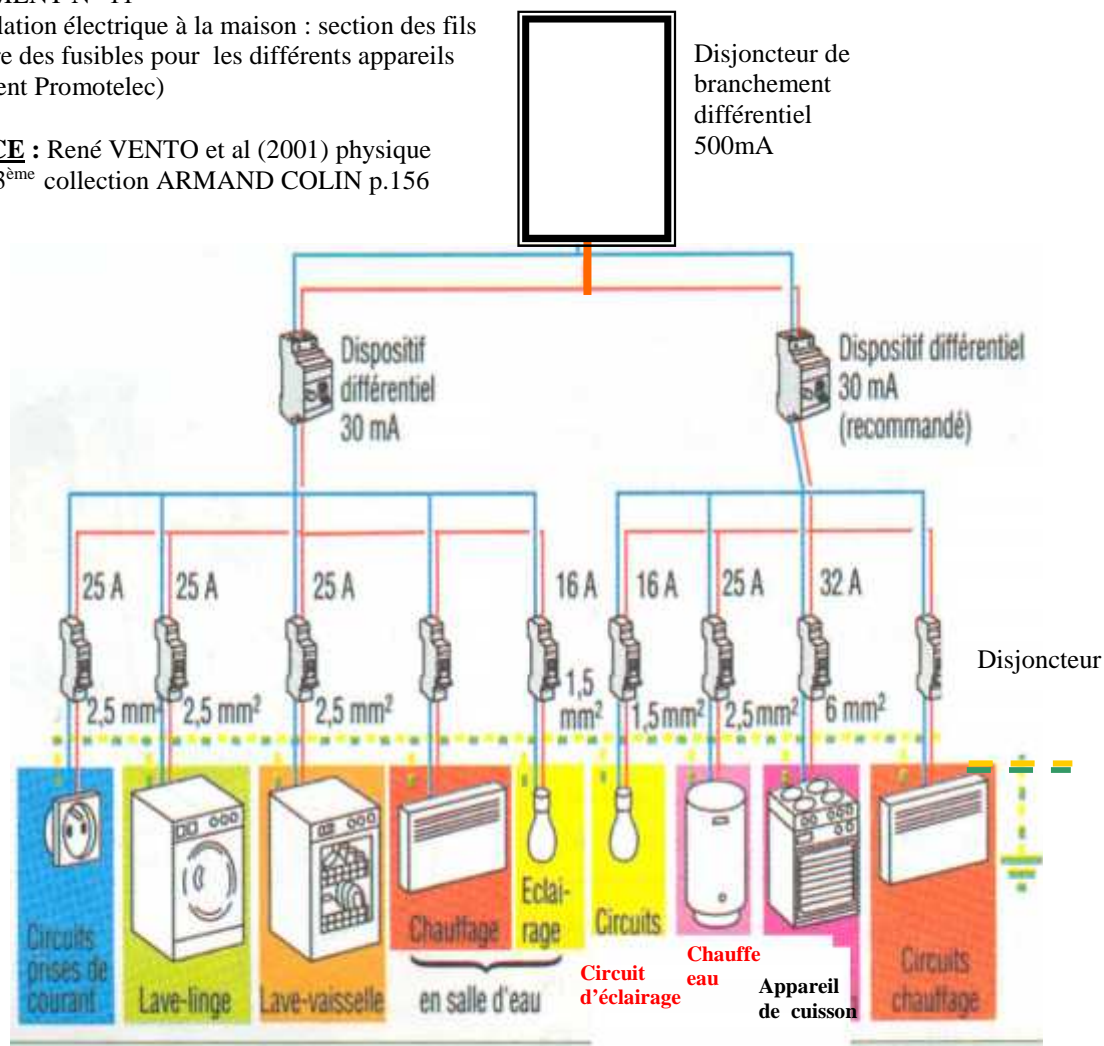 lation électrique à la maison : section des fils
re des fusibles pour les différents appareils
ent Promotelec)
CE : René VENTO et al (2001) physique
3ème collection ARMAND COLIN p.156
Disjoncteur de
branchement
différentiel
500mA
Dispositif
différentiel
30 mA
Dispositif différentiel
30 mA
(recommandé)
25 A
25 A
25 A
16 A
16 A
25 A
32 A
Disjoncteur
2,5 mm²
2,5 mm²
2,5 mm²
1,5
mm²
1,5mm²
2,5mm²
6 mm²
Circuits
prises de
courant
Lave-linge
Lave-vaisselle
Chauffage
Eclai-
rage
en salle d'eau
Circuits
Circuit
d'éclairage
Chauffe
eau
Appareil
de cuisson
Circuits
chauffage